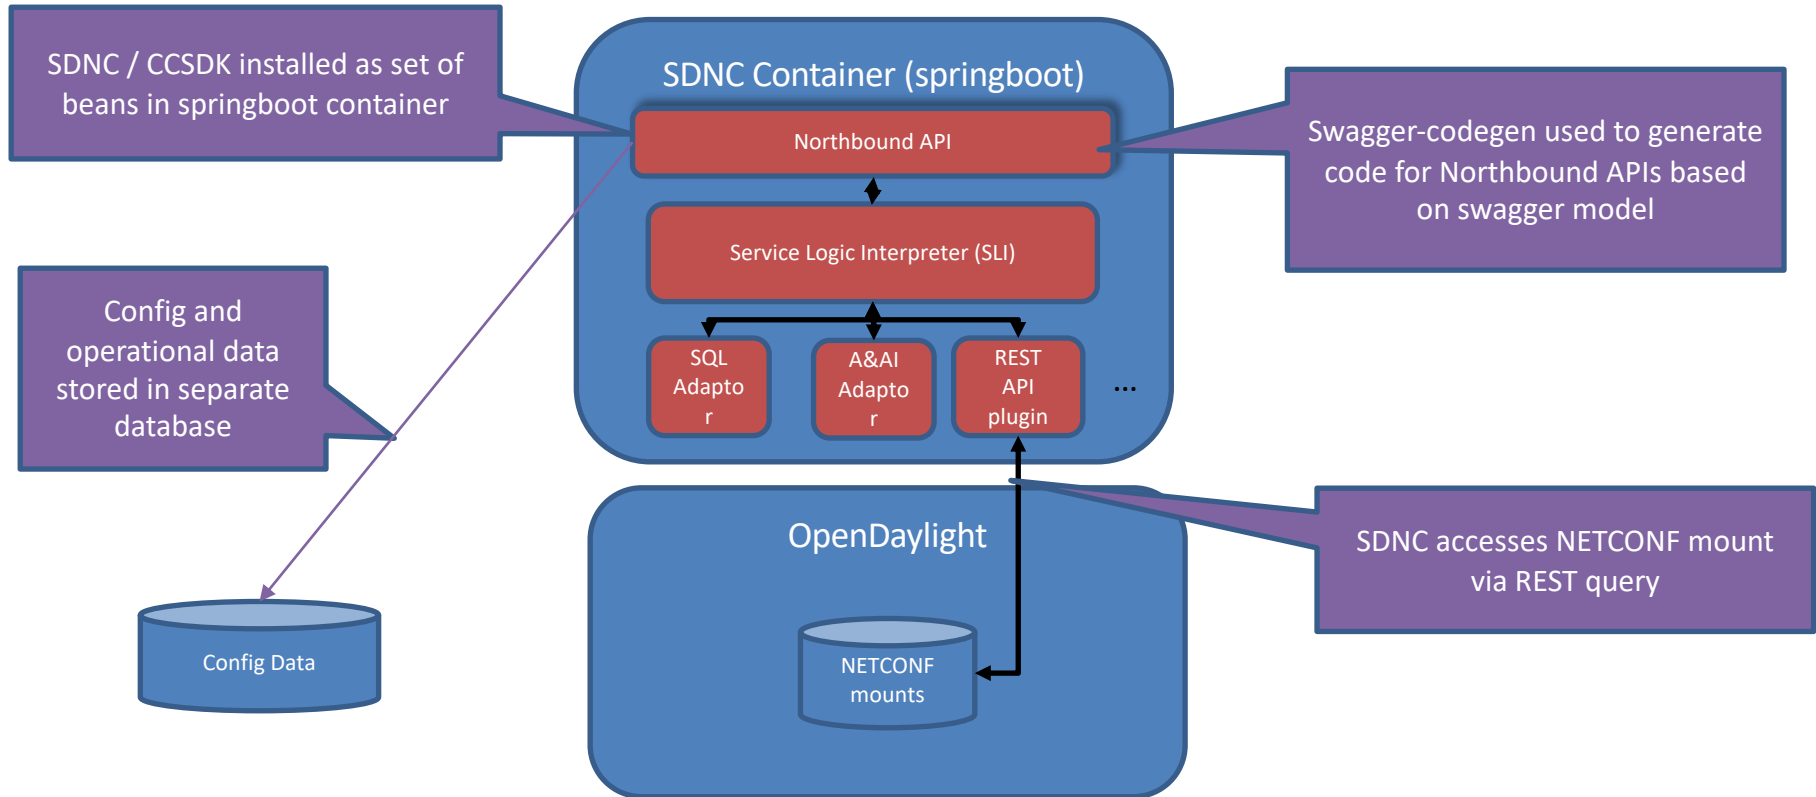 SDNC / CCSDK installed as set of
beans in springboot container
SDNC Container (springboot)
Northbound API
Swagger-codegen used to generate
code for Northbound APIs based
on swagger model
Service Logic Interpreter (SLI)
Config and
operational data
stored in separate
database
SQL
Adapto
r
A&AI
Adapto
r
REST
API
plugin
...
OpenDaylight
SDNC accesses NETCONF mount
via REST query
Config Data
NETCONF
mounts